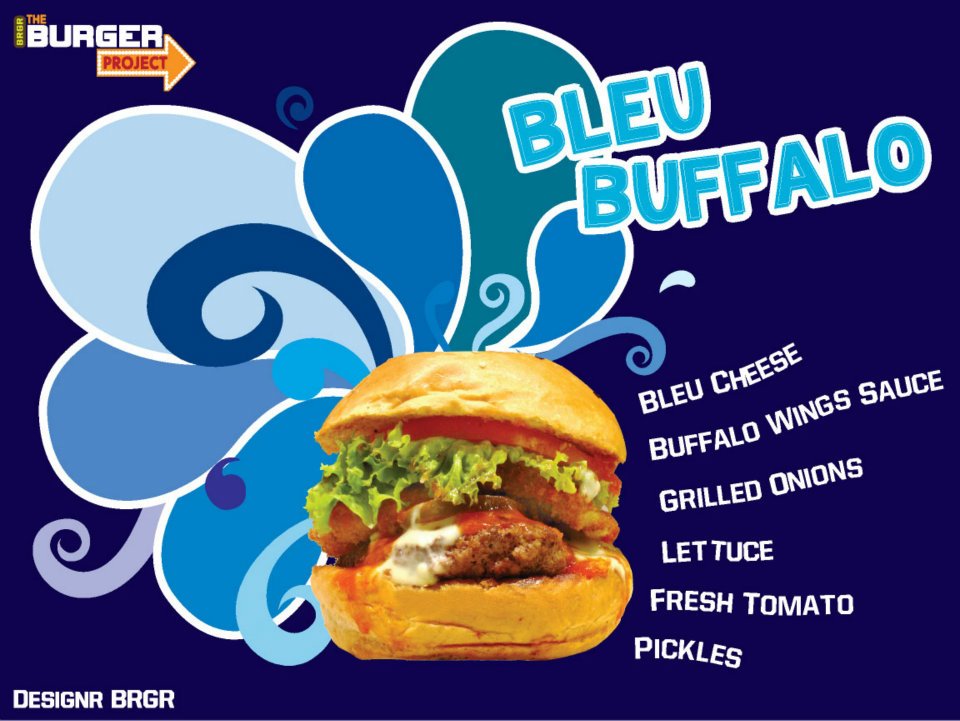 BRGR
THE
BURGER
PROJECT
BLEU
BUFFALO
BLEU CHEESE
BUFFALO WINGS SAUCE
GRILLED ONIONS
LETTUCE
FRESH TOMATO
PICKLES
DESIGNR BRGR